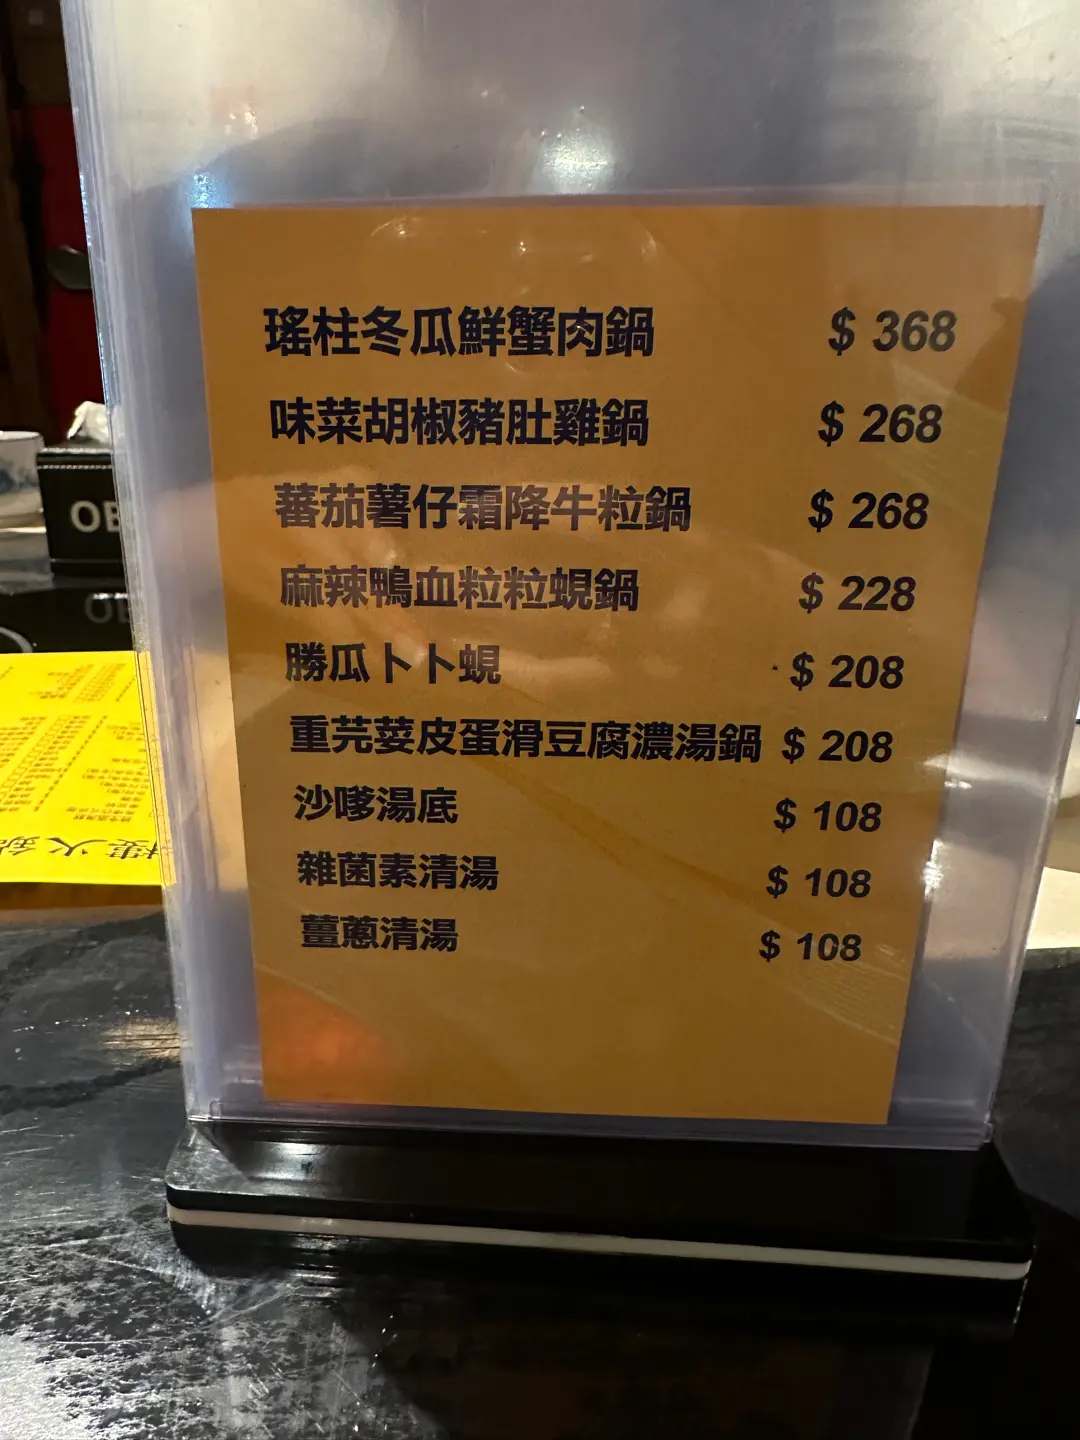 瑤柱冬瓜鮮蟹肉鍋 $ 368
味菜胡椒豬肚雞鍋 $ 268
蕃茄薯仔霜降牛粒鍋 $ 268
麻辣鴨血粒粒蜆鍋 $ 228
勝瓜卜卜蜆 $ 208
重芫荽皮蛋滑豆腐濃湯鍋 $ 208
沙嗲湯底 $ 108
雜菌素清湯 $ 108
薑蔥清湯 $ 108